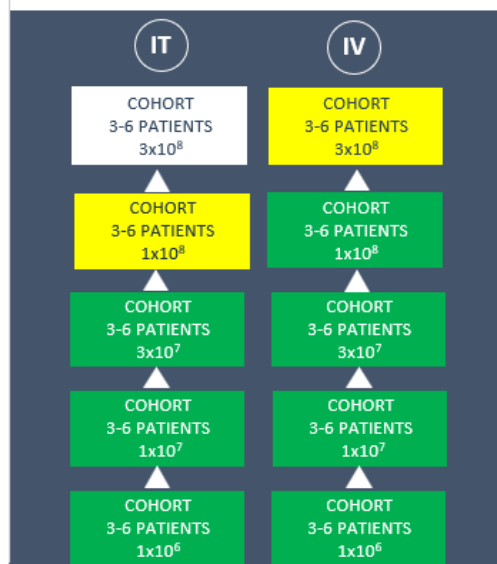 IT
COHORT
3-6 PATIENTS
3x10⁸
COHORT
3-6 PATIENTS
1x10⁸
COHORT
3-6 PATIENTS
3x10⁷
COHORT
3-6 PATIENTS
1x10⁷
COHORT
3-6 PATIENTS
1x10⁶
IV
COHORT
3-6 PATIENTS
3x10⁸
COHORT
3-6 PATIENTS
1x10⁸
COHORT
3-6 PATIENTS
3x10⁷
COHORT
3-6 PATIENTS
1x10⁷
COHORT
3-6 PATIENTS
1x10⁶